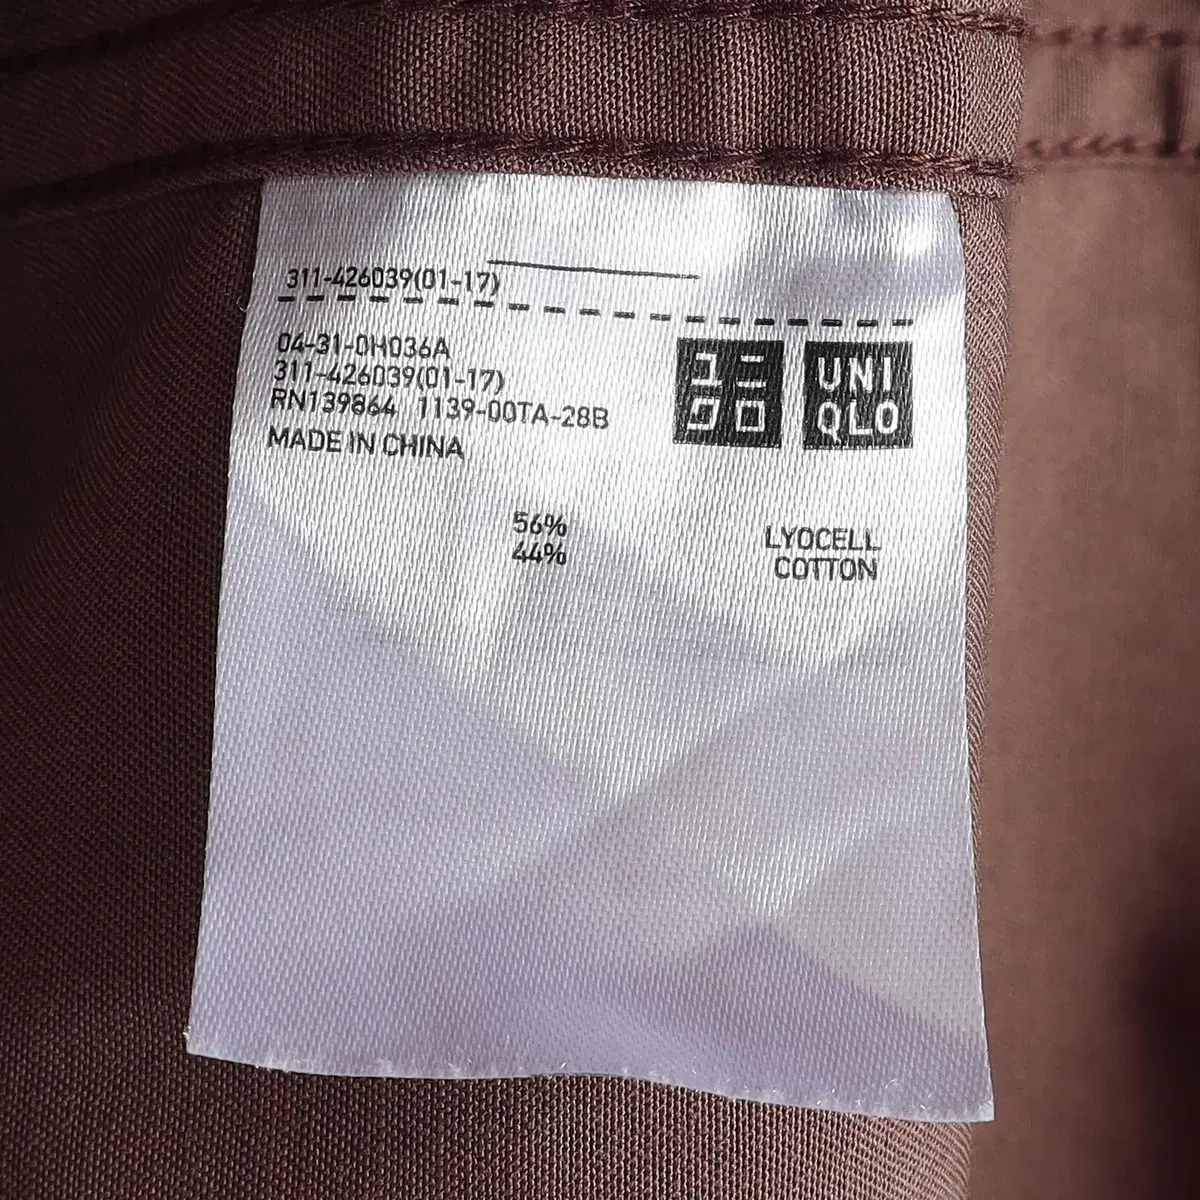 311-426039(01-17)
04-31-0H036A
311-426039(01-17)
RN139864 1139-00TA-28B
MADE IN CHINA
ユニ
クロ
UNI
QLO
56% LYOCELL
44% COTTON